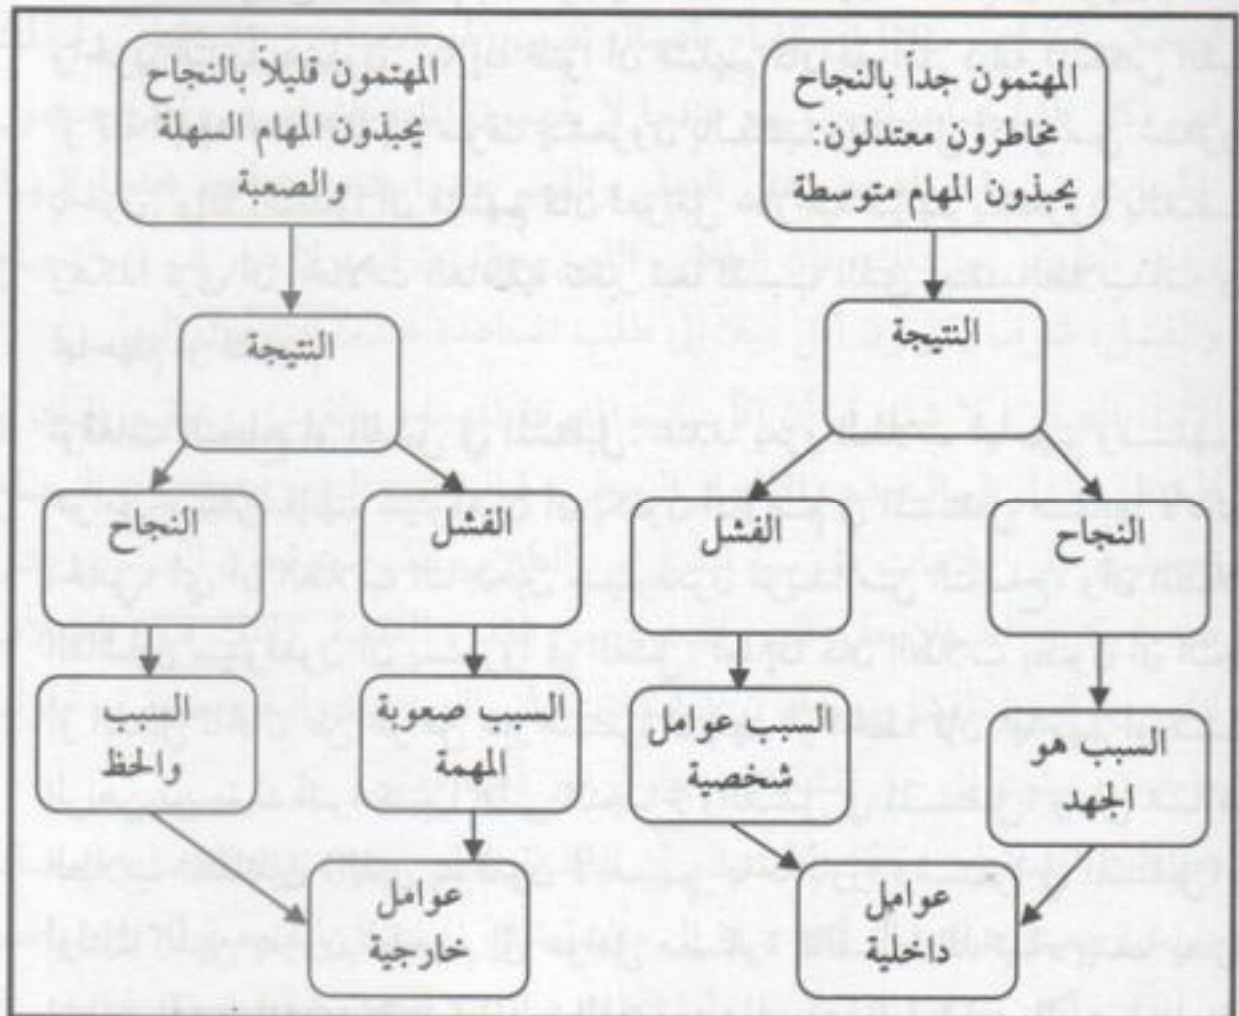 المهتمون جداً بالنجاح
مخاطرون معتدلون:
يحبذون المهام متوسطة
النتيجة
النجاح
السبب هو
الجهد
الفشل
السبب عوامل
شخصية
عوامل
داخلية
المهتمون قليلاً بالنجاح
يحبذون المهام السهلة
والصعبة
النتيجة
الفشل
السبب صعوبة
المهمة
النجاح
السبب
والحظ
عوامل
خارجية